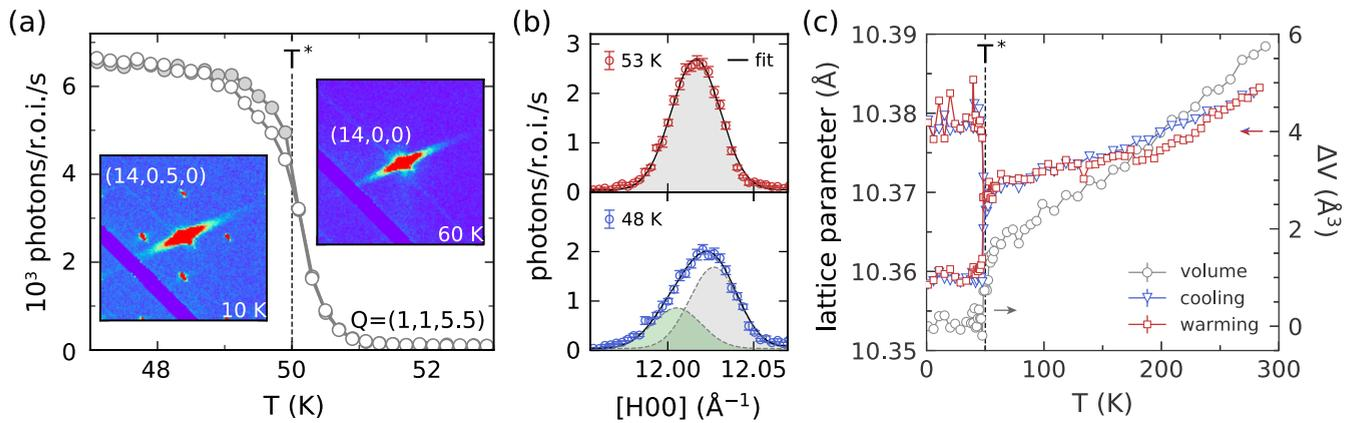 (a)
10³ photons/r.o.i./s
6
4
2
0
T*
(14,0,0)
60 K
(14,0.5,0)
10 K
Q=(1,1,5.5)
48
50
52
T (K)
(b)
photons/r.o.i./s
3
2
1
0
53 K
fit
2
1
0
48 K
12.00
12.05
[H00] (Å⁻¹)
(c)
lattice parameter (Å)
10.39
10.38
10.37
10.36
10.35
T*
volume
cooling
warming
6
4
2
0
ΔV (Å³)
0
100
200
300
T (K)